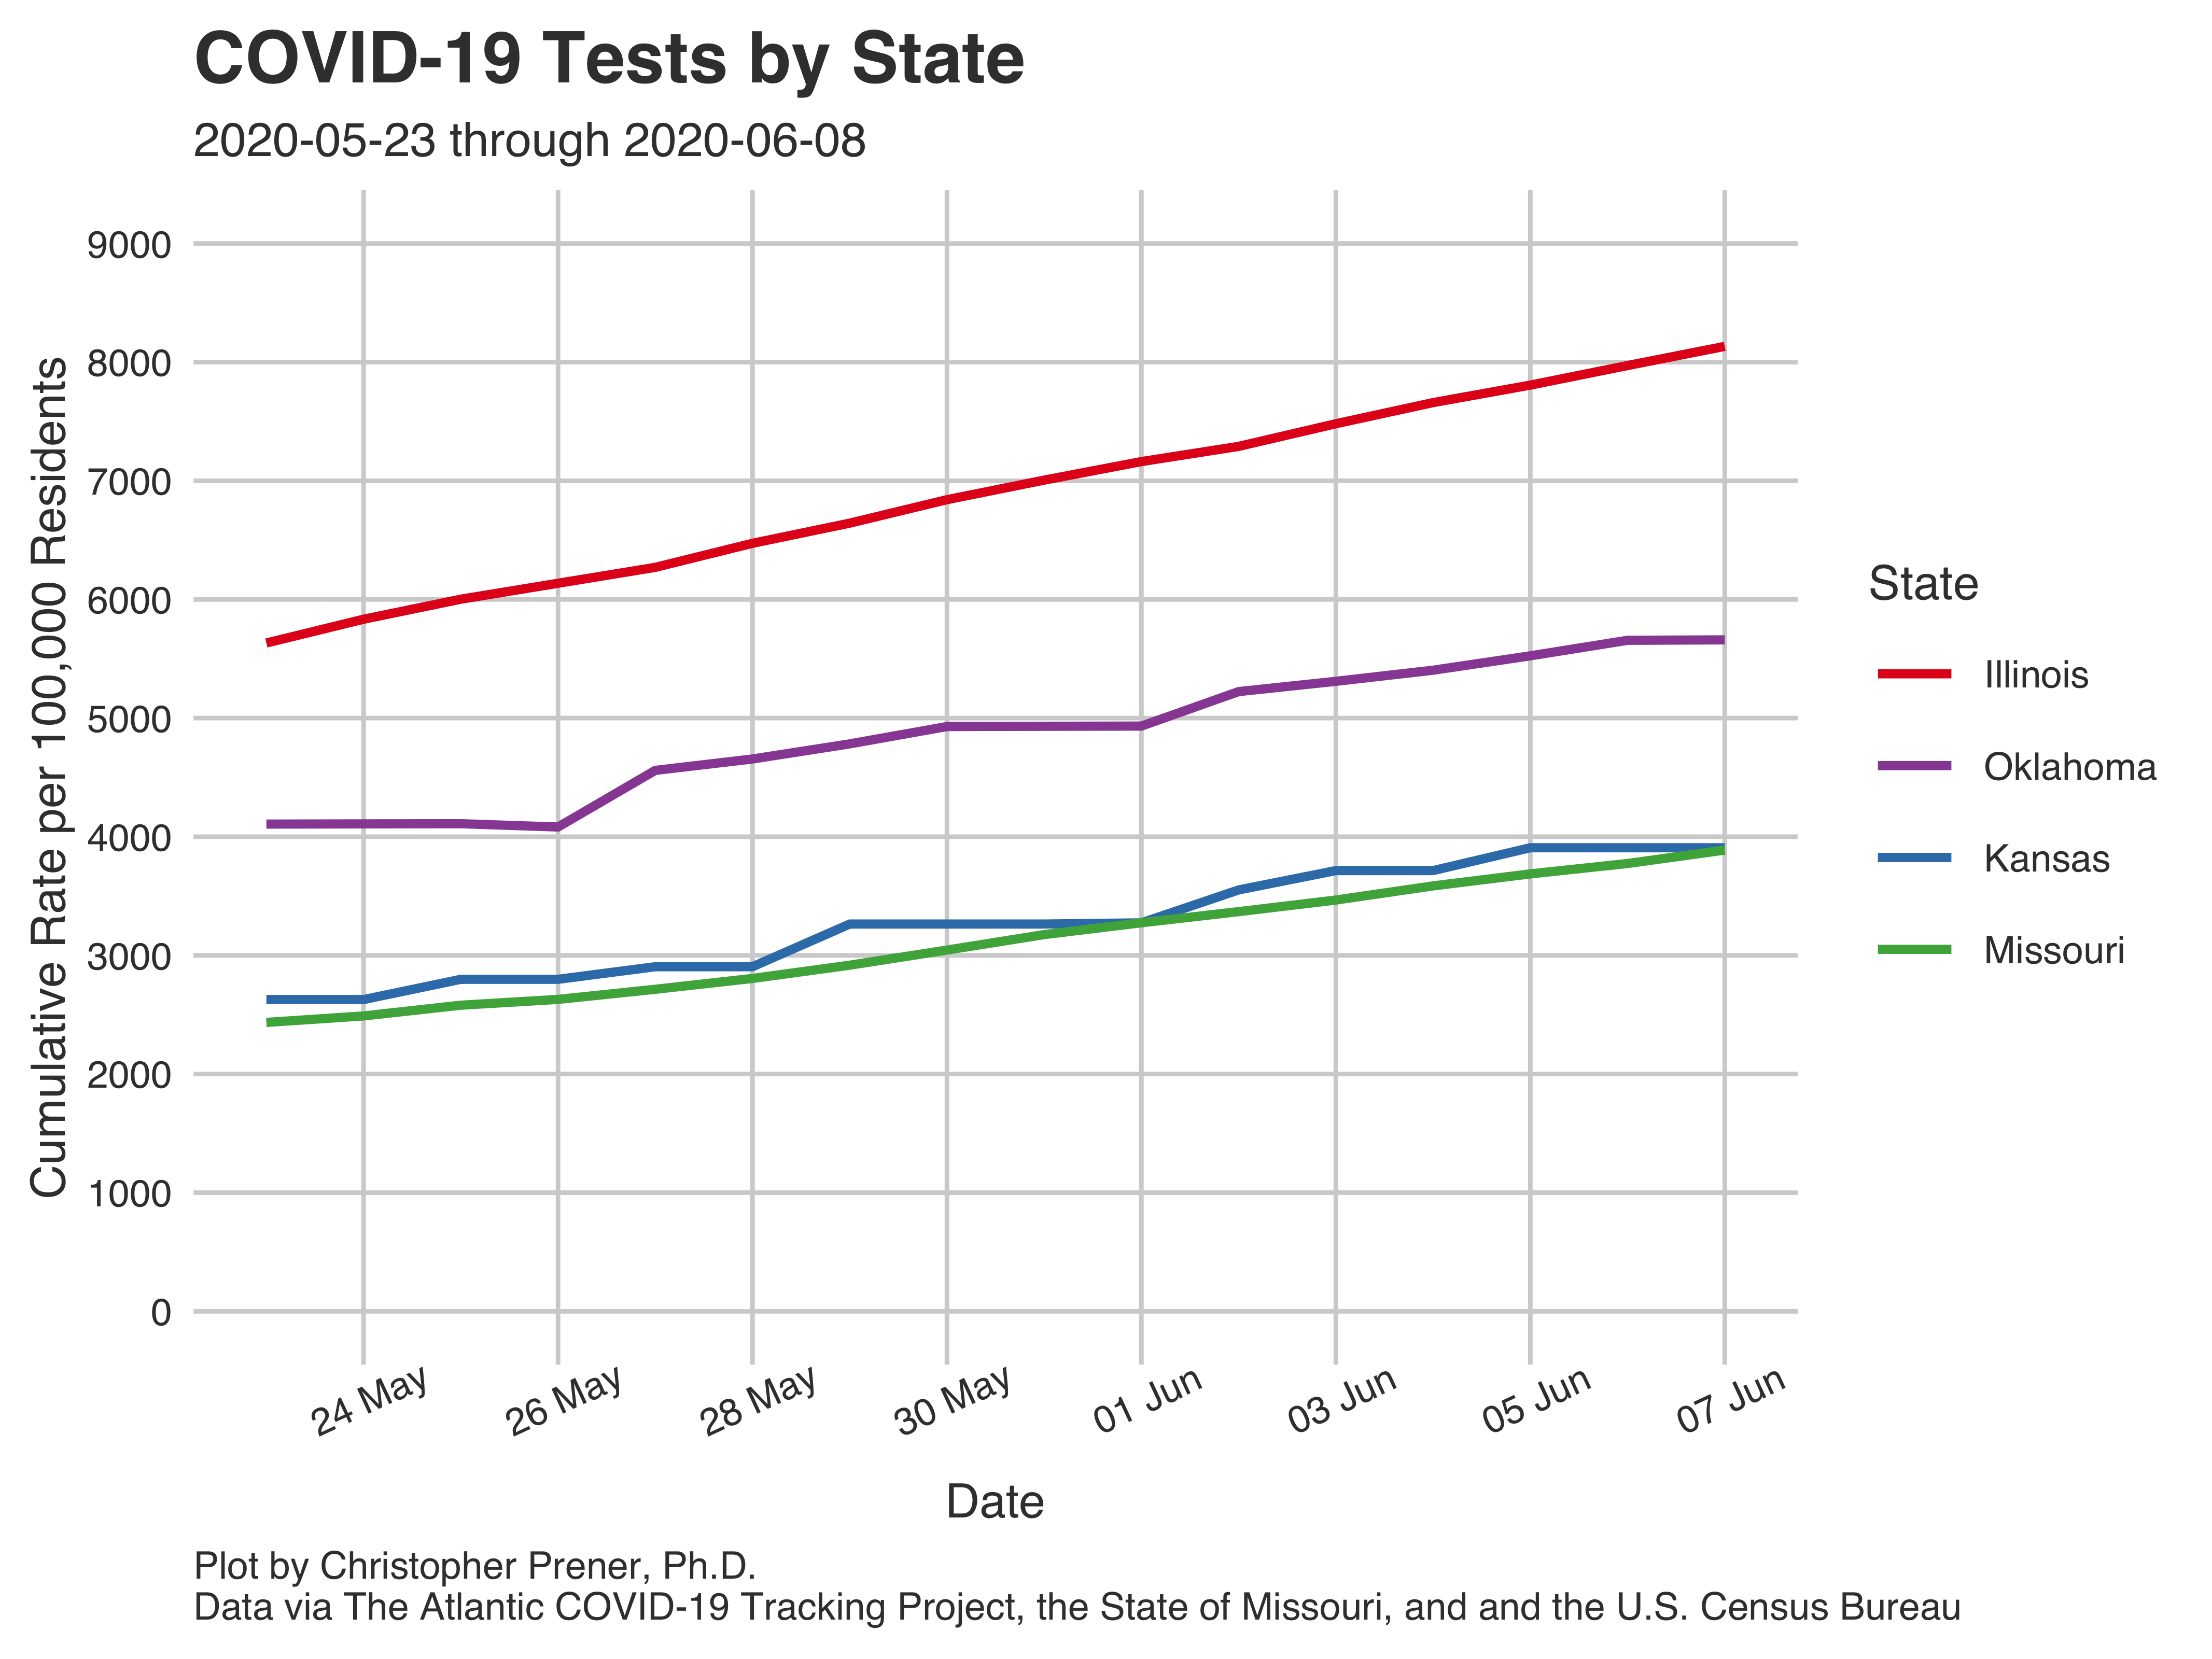 COVID-19 Tests by State
2020-05-23 through 2020-06-08
Cumulative Rate per 100,000 Residents
9000
8000
7000
6000
5000
4000
3000
2000
1000
0
24 May
26 May
28 May
30 May
01 Jun
03 Jun
05 Jun
07 Jun
Date
State
Illinois
Oklahoma
Kansas
Missouri
Plot by Christopher Prener, Ph.D.
Data via The Atlantic COVID-19 Tracking Project, the State of Missouri, and and the U.S. Census Bureau